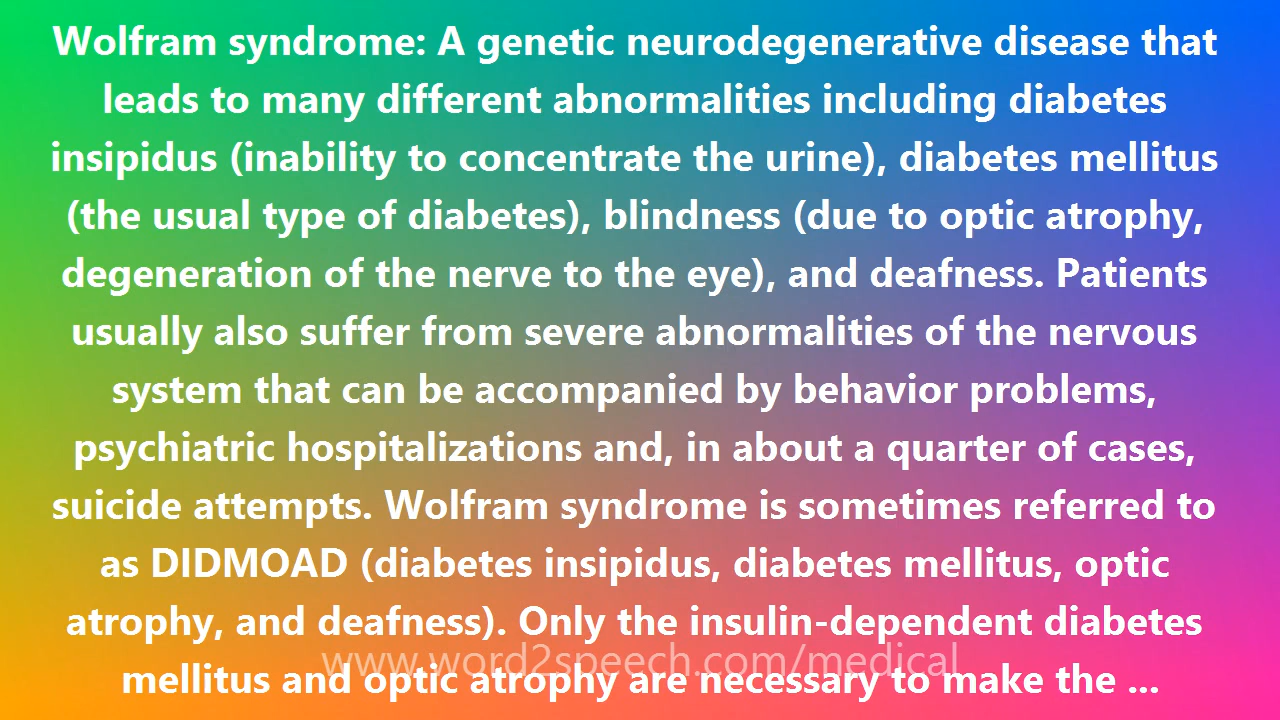 Wolfram syndrome: A genetic neurodegenerative disease that
leads to many different abnormalities including diabetes
insipidus (inability to concentrate the urine), diabetes mellitus
(the usual type of diabetes), blindness (due to optic atrophy,
degeneration of the nerve to the eye), and deafness. Patients
usually also suffer from severe abnormalities of the nervous
system that can be accompanied by behavior problems,
psychiatric hospitalizations and, in about a quarter of cases,
suicide attempts. Wolfram syndrome is sometimes referred to
as DIDMOAD (diabetes insipidus, diabetes mellitus, optic
atrophy, and deafness). Only the insulin-dependent diabetes
www.word2speech.com/medical
mellitus and optic atrophy are necessary to make the ...